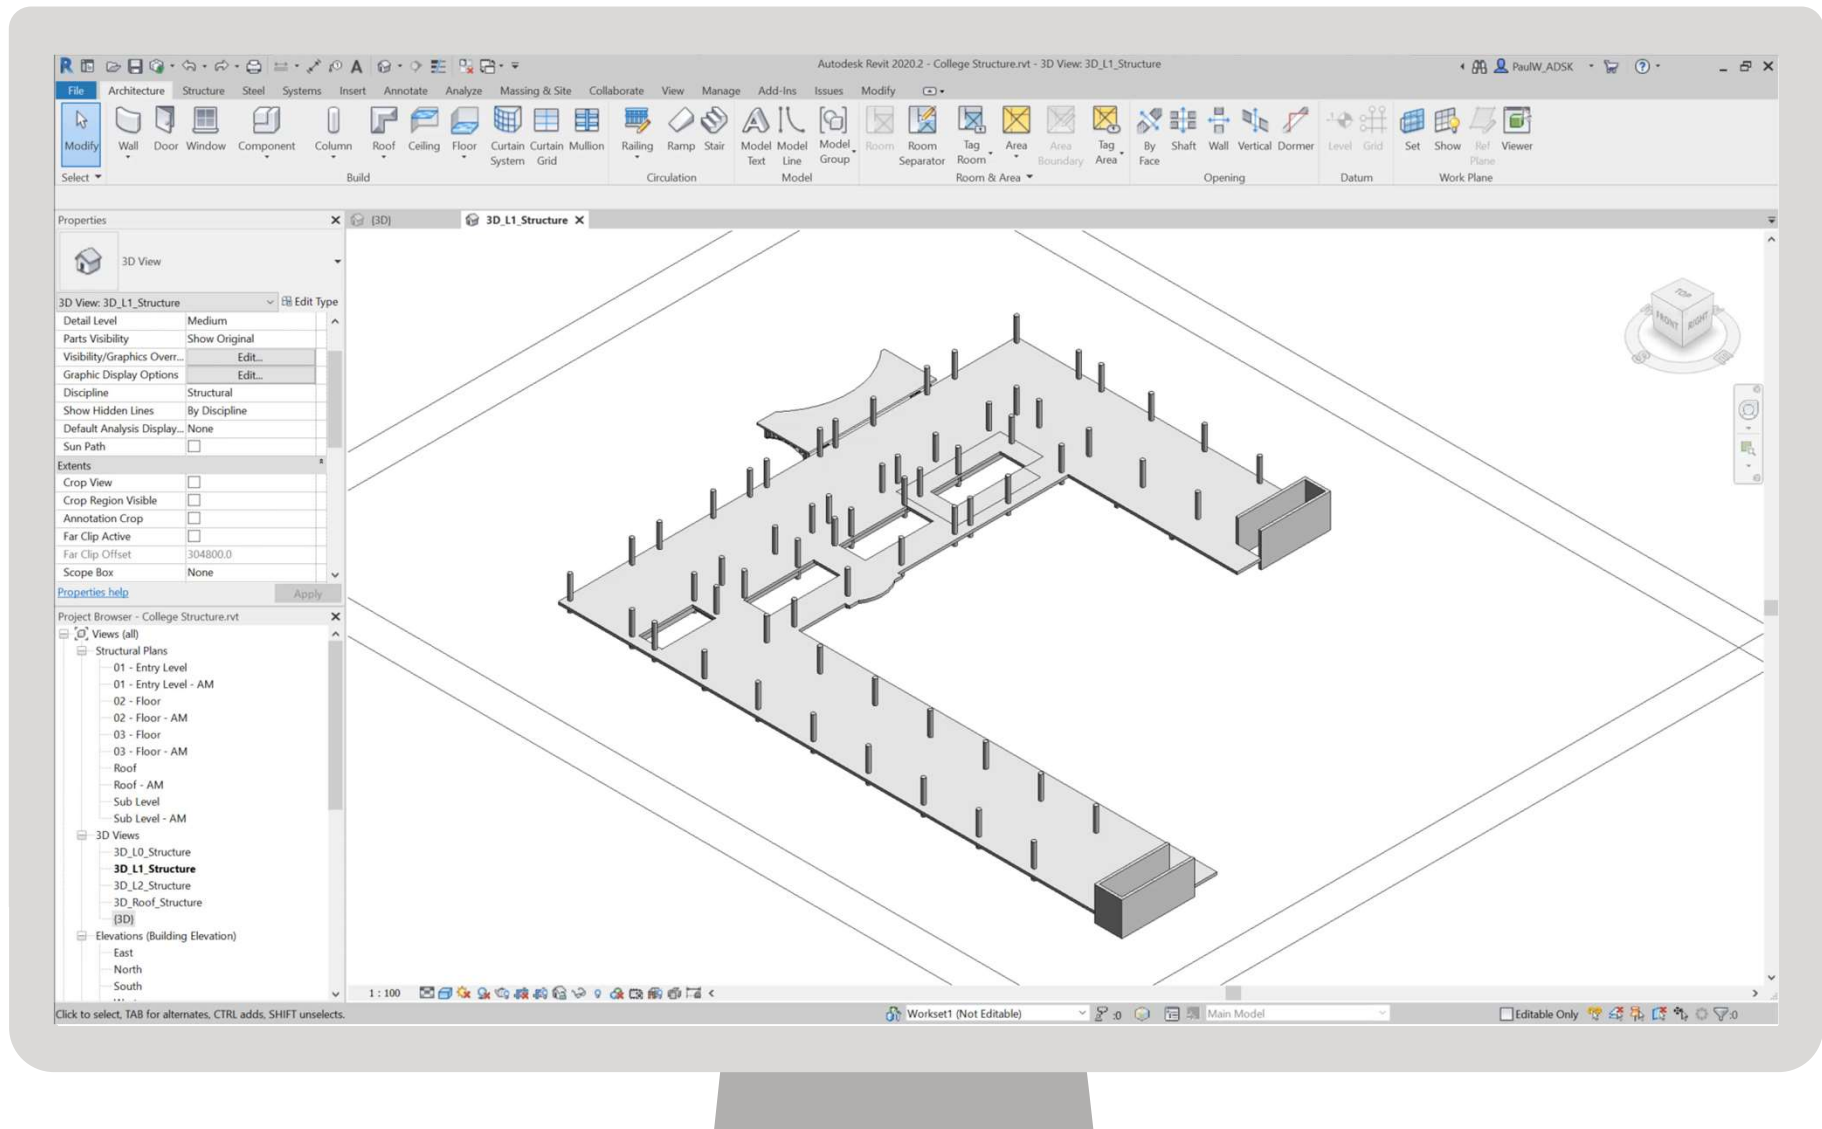 Autodesk Revit 2020.2 - College Structure.rvt - 3D View: 3D_L1_Structure
PaulW_ADSK
File Architecture Structure Steel Systems Insert Annotate Analyze Massing & Site Collaborate View Manage Add-Ins Issues Modify
Modify Wall Door Window Component Column Roof Ceiling Floor Curtain System Curtain Grid Mullion Railing Ramp Stair Model Text Model Line Model Group Room Room Separator Tag Room Area Area Boundary Tag Area By Face Shaft Wall Vertical Dormer Level Grid Set Show Ref Plane Viewer
Select Build Circulation Model Room & Area Opening Datum Work Plane
Properties
{3D} 3D_L1_Structure
3D View
3D View: 3D_L1_Structure Edit Type
Detail Level Medium
Parts Visibility Show Original
Visibility/Graphics Overr... Edit...
Graphic Display Options Edit...
Discipline Structural
Show Hidden Lines By Discipline
Default Analysis Display... None
Sun Path
Extents
Crop View
Crop Region Visible
Annotation Crop
Far Clip Active
Far Clip Offset 304800.0
Scope Box None
Properties help Apply
Project Browser - College Structure.rvt
Views (all)
Structural Plans
01 - Entry Level
01 - Entry Level - AM
02 - Floor
02 - Floor - AM
03 - Floor
03 - Floor - AM
Roof
Roof - AM
Sub Level
Sub Level - AM
3D Views
3D_L0_Structure
3D_L1_Structure
3D_L2_Structure
3D_Roof_Structure
{3D}
Elevations (Building Elevation)
East
North
South
TOP
FRONT RIGHT
1 : 100
Click to select, TAB for alternates, CTRL adds, SHIFT unselects.
Workset1 (Not Editable) :0 Main Model Editable Only :0